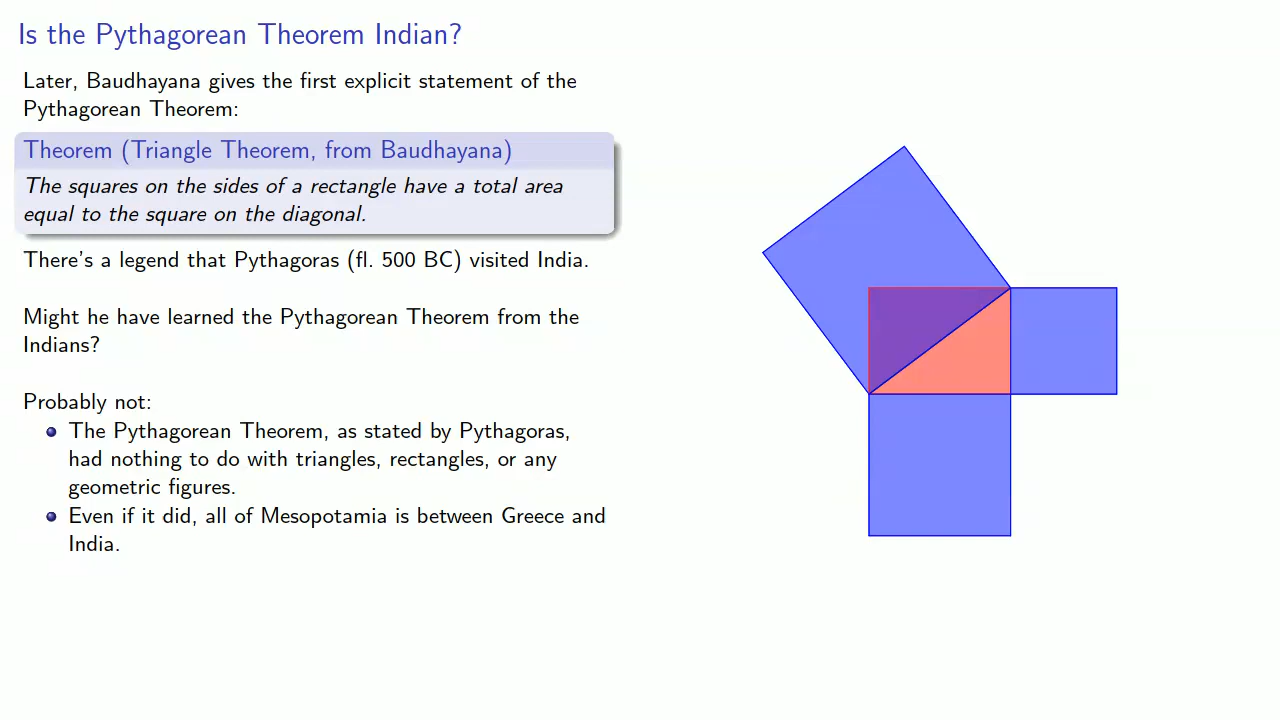 Is the Pythagorean Theorem Indian?
Later, Baudhayana gives the first explicit statement of the
Pythagorean Theorem:
Theorem (Triangle Theorem, from Baudhayana)
The squares on the sides of a rectangle have a total area
equal to the square on the diagonal.
There's a legend that Pythagoras (fl. 500 BC) visited India.
Might he have learned the Pythagorean Theorem from the
Indians?
Probably not:
The Pythagorean Theorem, as stated by Pythagoras,
had nothing to do with triangles, rectangles, or any
geometric figures.
Even if it did, all of Mesopotamia is between Greece and
India.